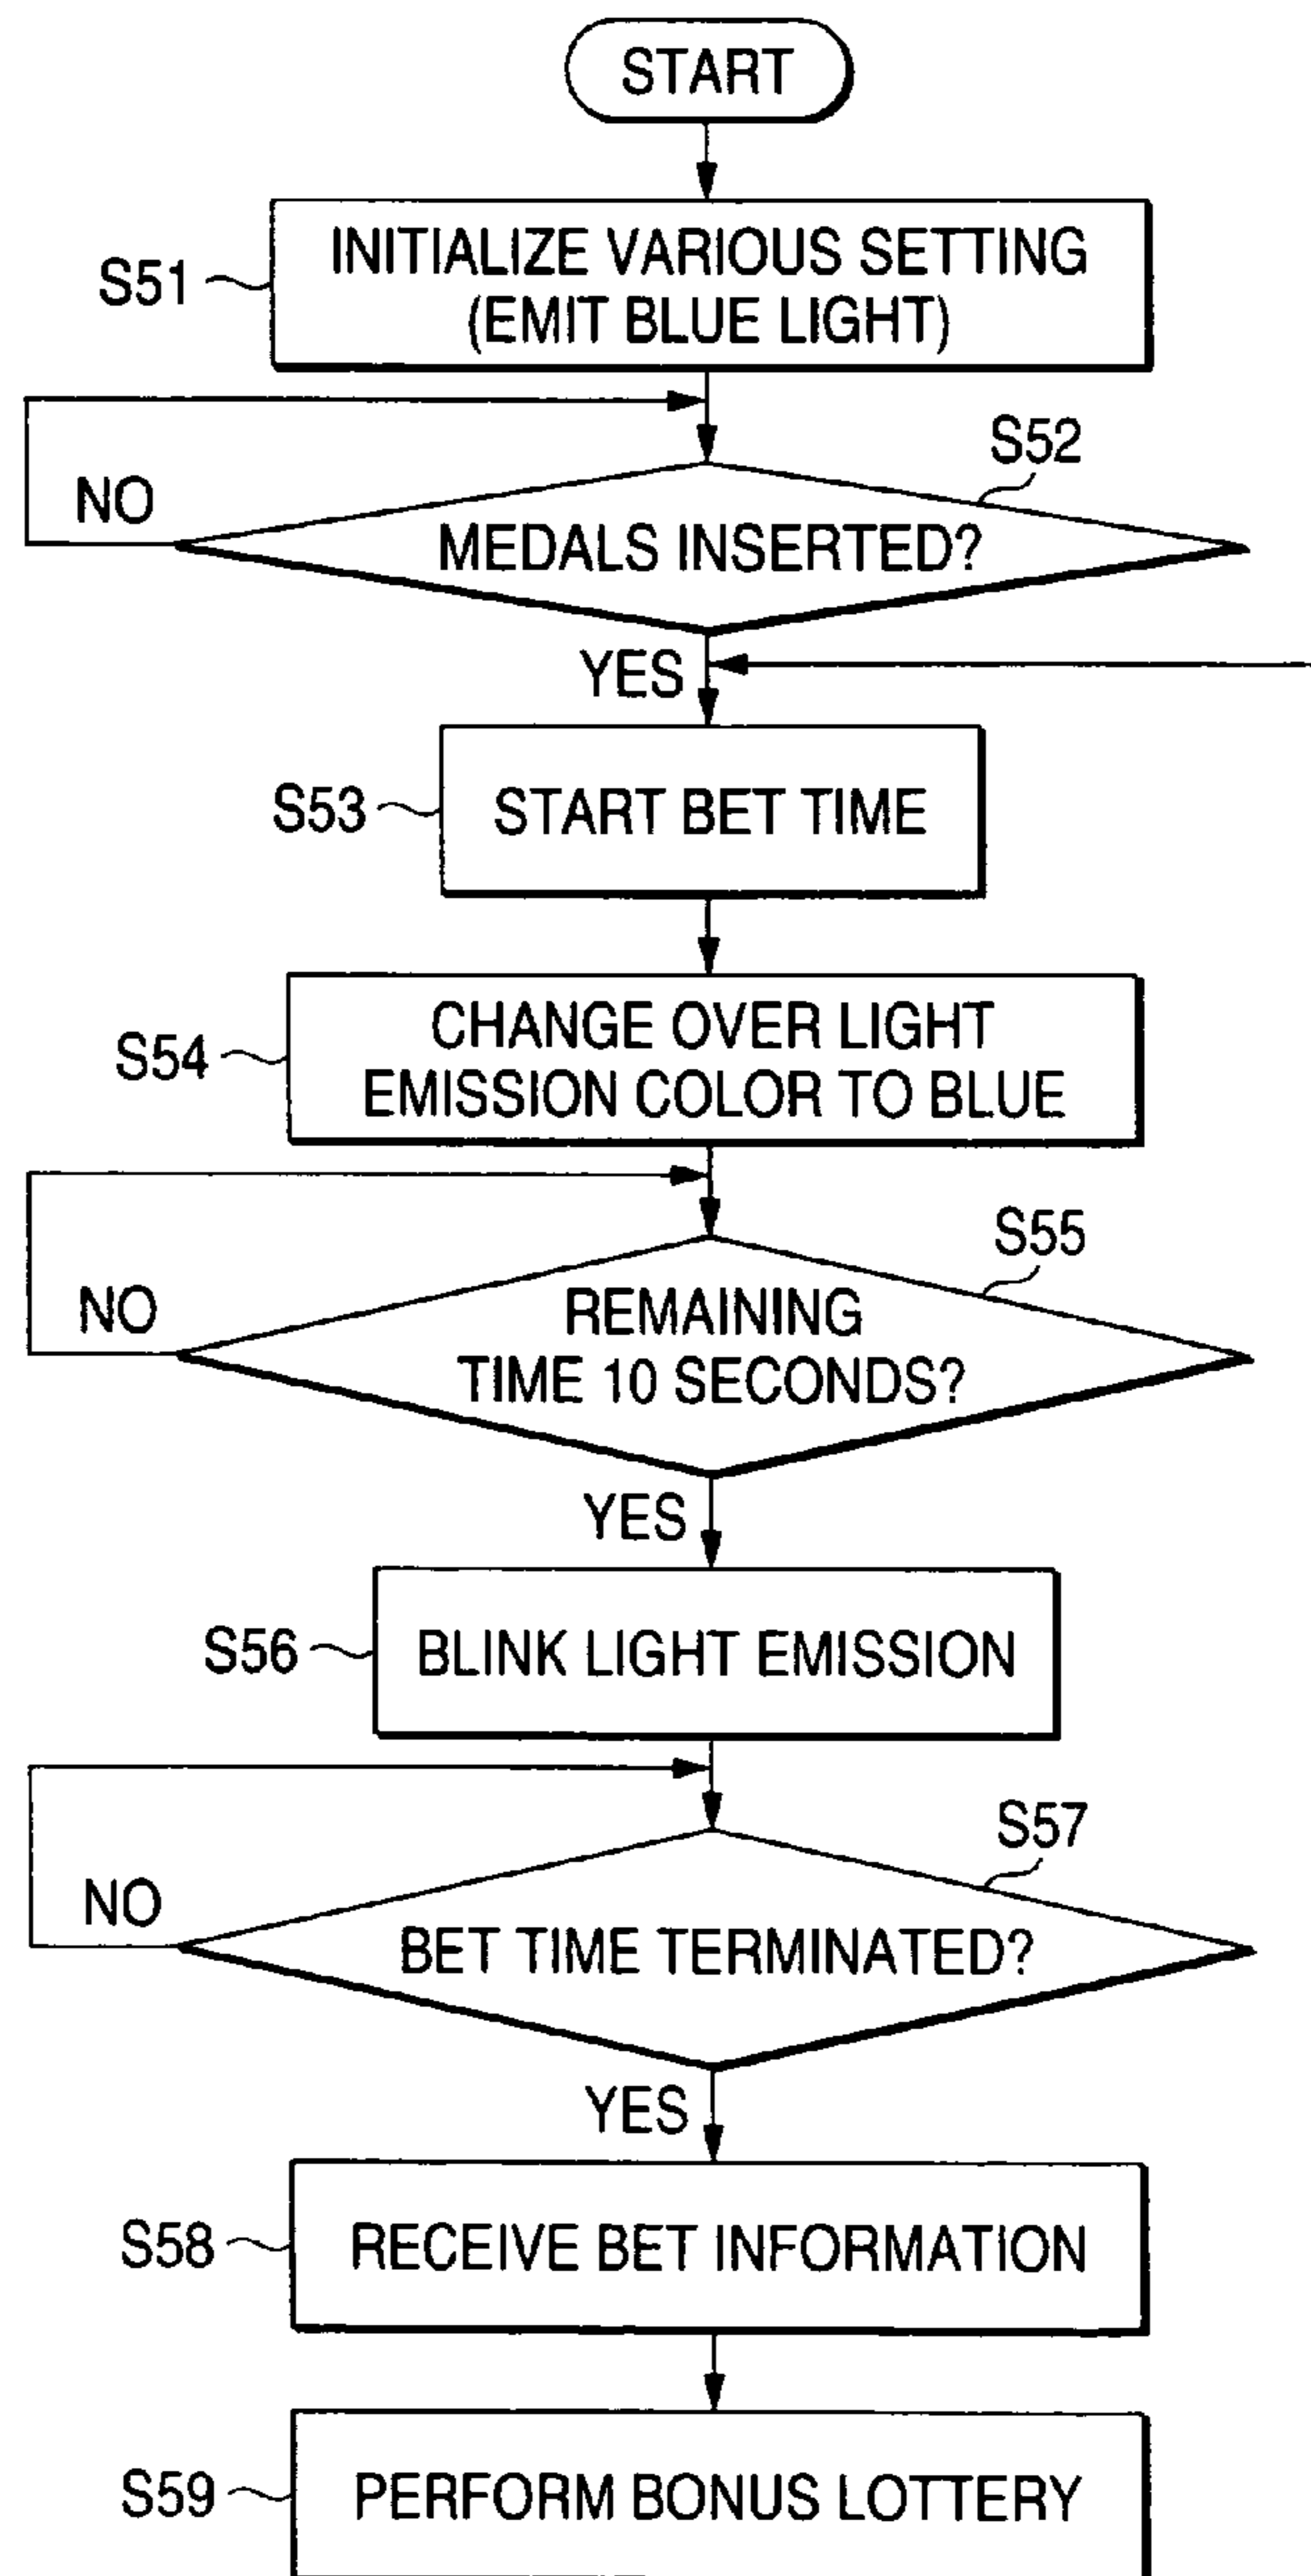 START
S51
INITIALIZE VARIOUS SETTING
(EMIT BLUE LIGHT)
S52
NO
MEDALS INSERTED?
YES
S53
START BET TIME
S54
CHANGE OVER LIGHT
EMISSION COLOR TO BLUE
S55
NO
REMAINING
TIME 10 SECONDS?
YES
S56
BLINK LIGHT EMISSION
S57
NO
BET TIME TERMINATED?
YES
S58
RECEIVE BET INFORMATION
S59
PERFORM BONUS LOTTERY